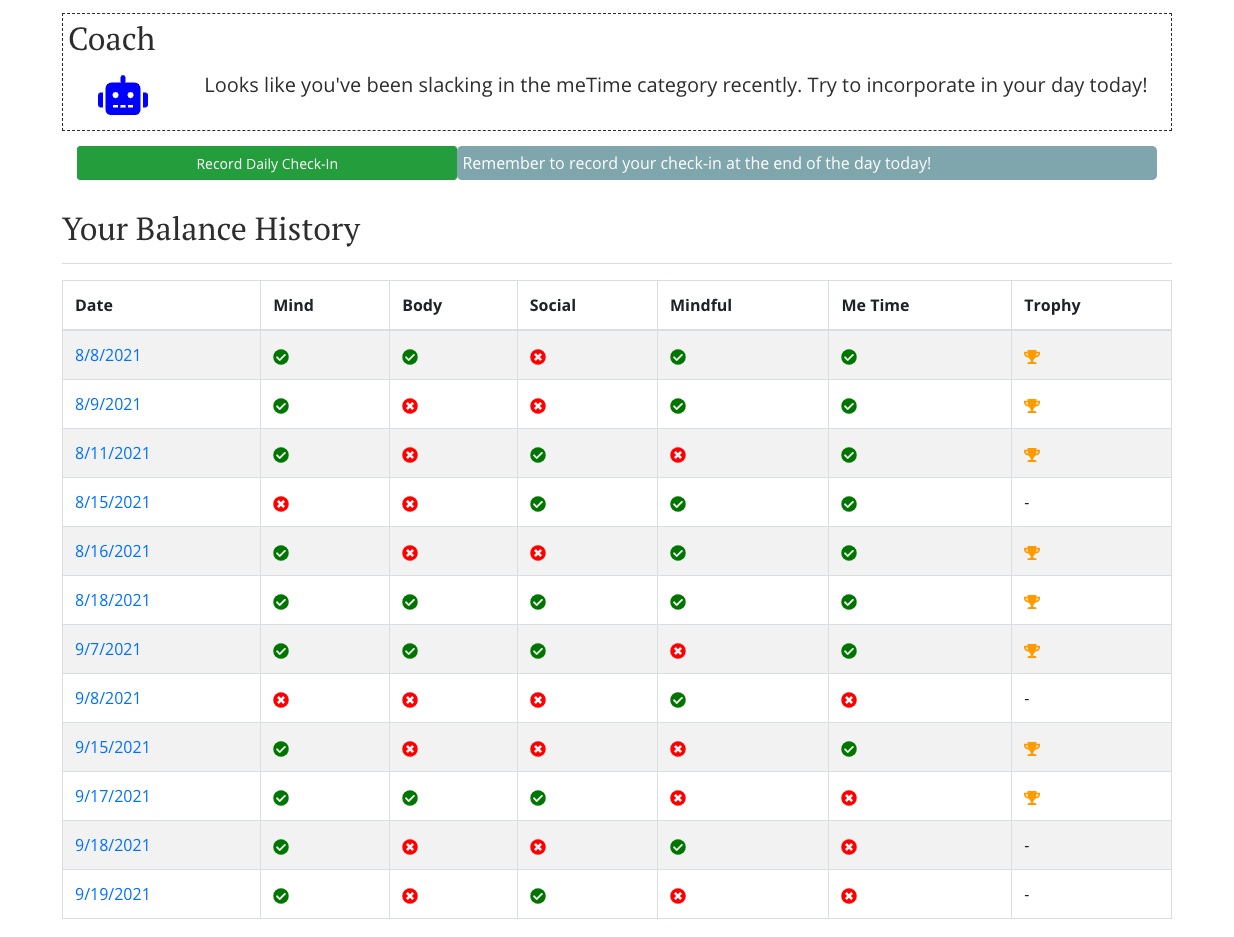 Coach
Looks like you've been slacking in the meTime category recently. Try to incorporate in your day today!
Record Daily Check-In Remember to record your check-in at the end of the day today!
Your Balance History
Date Mind Body Social Mindful Me Time Trophy
8/8/2021
8/9/2021
8/11/2021
8/15/2021 -
8/16/2021
8/18/2021
9/7/2021
9/8/2021 -
9/15/2021
9/17/2021
9/18/2021 -
9/19/2021 -